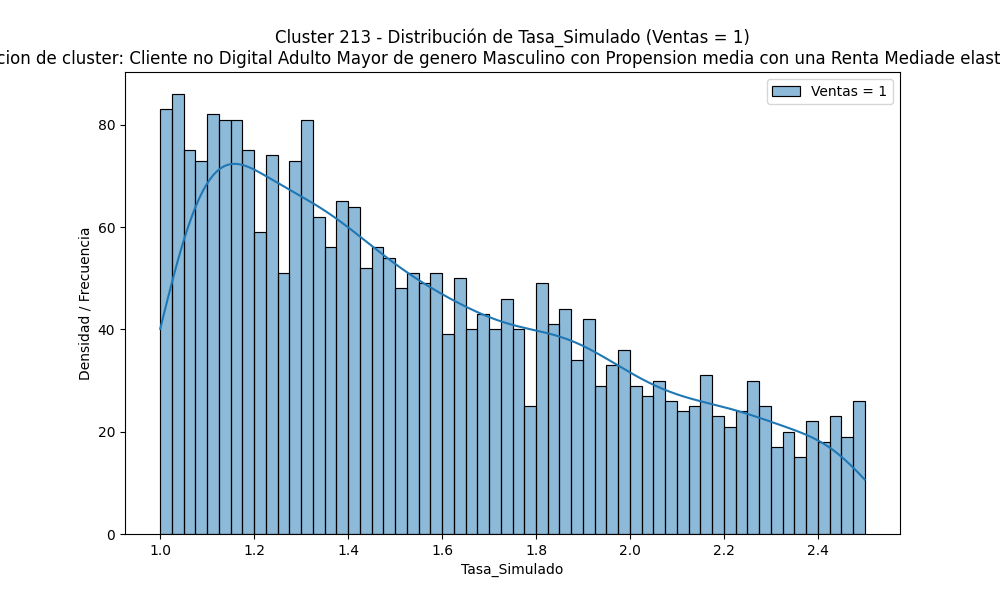 Cluster 213 - Distribución de Tasa_Simulado (Ventas = 1)
de cluster: Cliente no Digital Adulto Mayor de genero Masculino con Propension media con una Renta Mediade
Ventas = 1
Densidad / Frecuencia
80
60
40
20
0
1.0 1.2 1.4 1.6 1.8 2.0 2.2 2.4
Tasa_Simulado